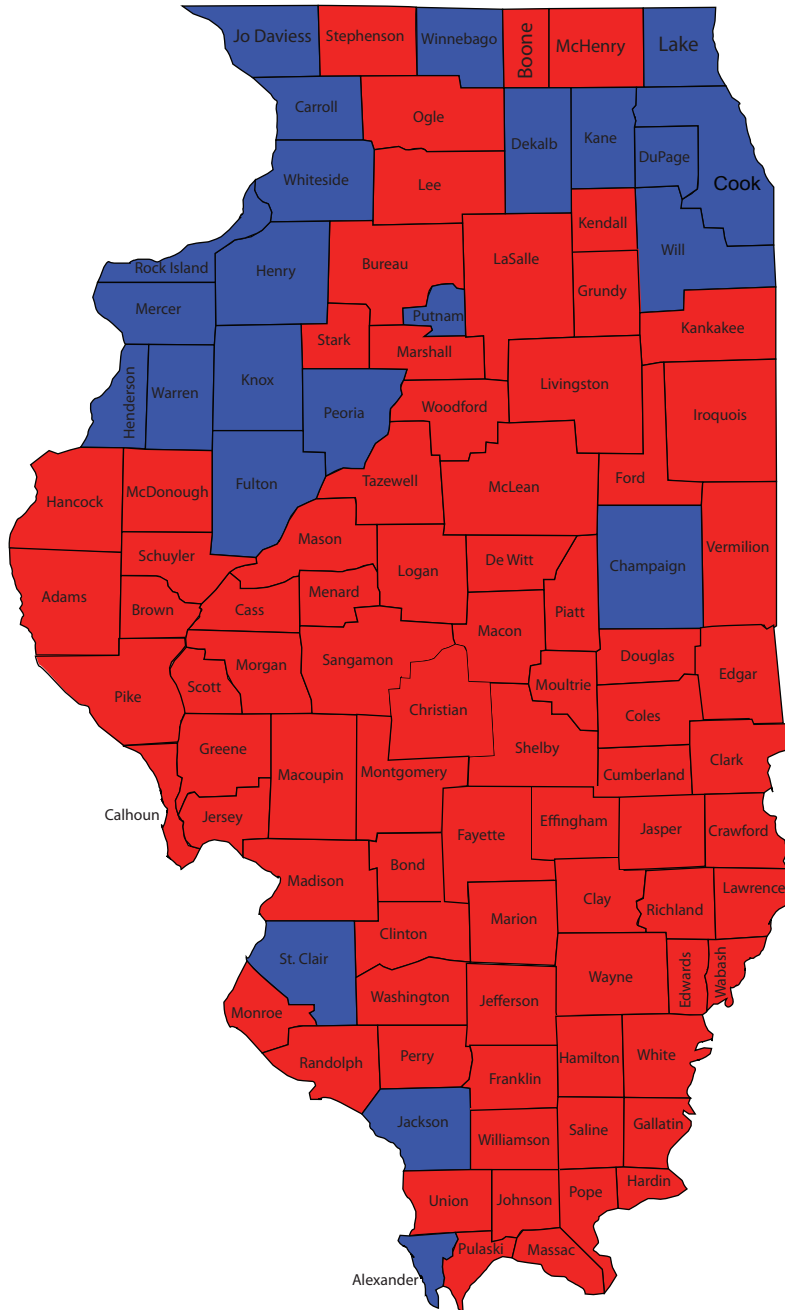 Jo Daviess
Stephenson
Winnebago
Boone
McHenry
Lake
Carroll
Ogle
Dekalb
Kane
DuPage
Cook
Whiteside
Lee
Kendall
Will
Rock Island
Henry
Bureau
LaSalle
Grundy
Mercer
Putnam
Kankakee
Stark
Marshall
Henderson
Warren
Knox
Peoria
Woodford
Livingston
Iroquois
Fulton
Tazewell
McLean
Ford
Hancock
McDonough
Mason
Vermilion
Schuyler
Logan
De Witt
Champaign
Adams
Brown
Cass
Menard
Piatt
Macon
Pike
Scott
Morgan
Sangamon
Moultrie
Douglas
Edgar
Christian
Coles
Greene
Macoupin
Montgomery
Shelby
Cumberland
Clark
Calhoun
Jersey
Fayette
Effingham
Jasper
Crawford
Madison
Bond
Clay
Richland
Lawrence
Marion
Clinton
St. Clair
Wayne
Edwards
Wabash
Monroe
Washington
Jefferson
Randolph
Perry
Hamilton
White
Franklin
Jackson
Williamson
Saline
Gallatin
Union
Johnson
Pope
Hardin
Pulaski
Massac
Alexander